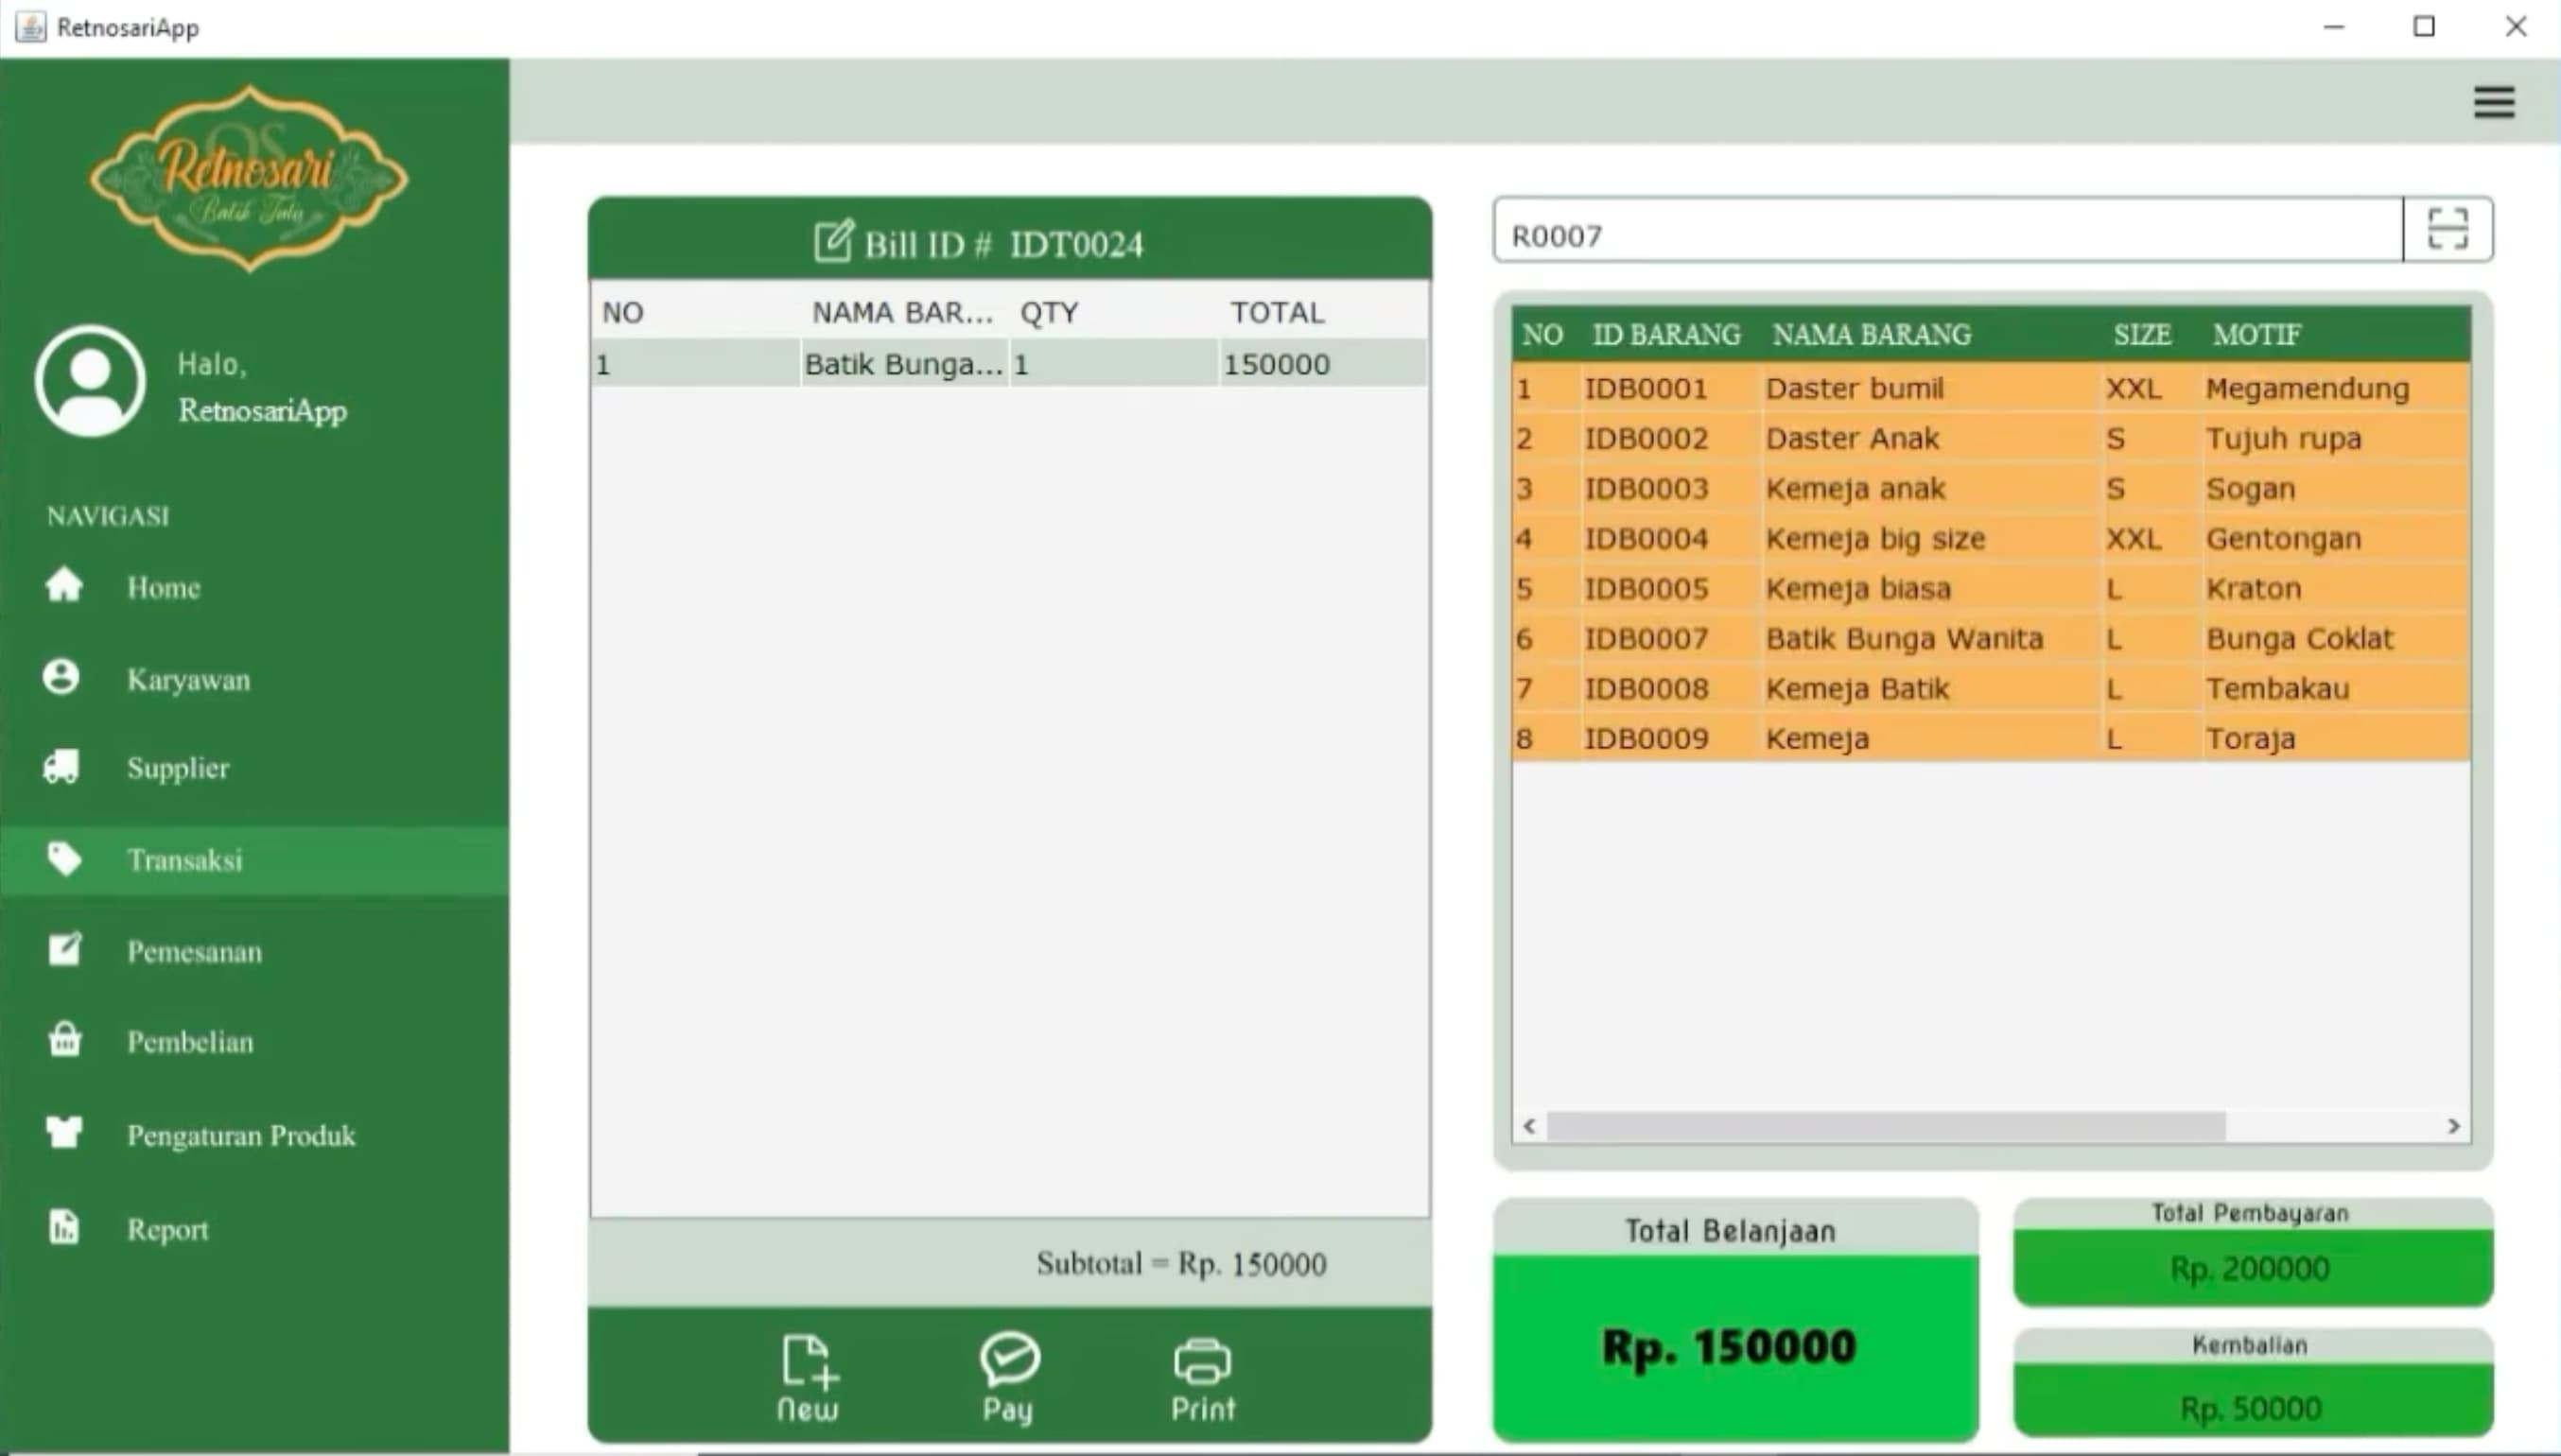 RetnosariApp
Retnosari
Batik Tulis
Halo,
RetnosariApp
NAVIGASI
Home
Karyawan
Supplier
Transaksi
Pemesanan
Pembelian
Pengaturan Produk
Report
Bill ID # IDT0024
NO NAMA BAR... QTY TOTAL
1 Batik Bunga... 1 150000
Subtotal = Rp. 150000
New Pay Print
R0007
NO ID BARANG NAMA BARANG SIZE MOTIF
1 IDB0001 Daster bumil XXL Megamendung
2 IDB0002 Daster Anak S Tujuh rupa
3 IDB0003 Kemeja anak S Sogan
4 IDB0004 Kemeja big size XXL Gentongan
5 IDB0005 Kemeja biasa L Kraton
6 IDB0007 Batik Bunga Wanita L Bunga Coklat
7 IDB0008 Kemeja Batik L Tembakau
8 IDB0009 Kemeja L Toraja
Total Belanjaan
Rp. 150000
Total Pembayaran
Rp. 200000
Kembalian
Rp. 50000